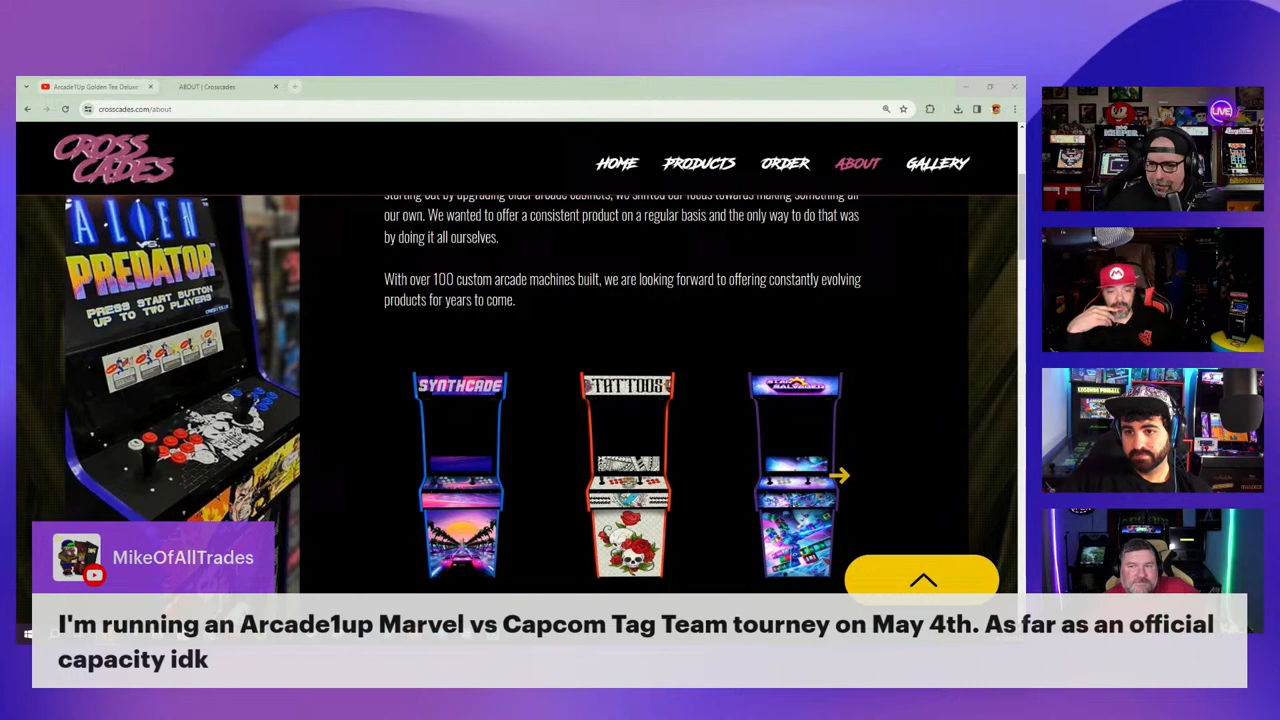 Arcade1Up Golden Tee Deluxe
ABOUT | Crosscades
crosscades.com/about
CROSS
CADES
HOME
PRODUCTS
ORDER
ABOUT
GALLERY
starting out by upgrading older arcade cabinets, we shifted our focus towards making something all
our own. We wanted to offer a consistent product on a regular basis and the only way to do that was
by doing it all ourselves.
With over 100 custom arcade machines built, we are looking forward to offering constantly evolving
products for years to come.
ALIEN
VS.
PREDATOR
PRESS START BUTTON
UP TO TWO PLAYERS
SYNTHCADE
TATTOOS
LIVE
MikeOfAllTrades
I'm running an Arcade1up Marvel vs Capcom Tag Team tourney on May 4th. As far as an official
capacity idk